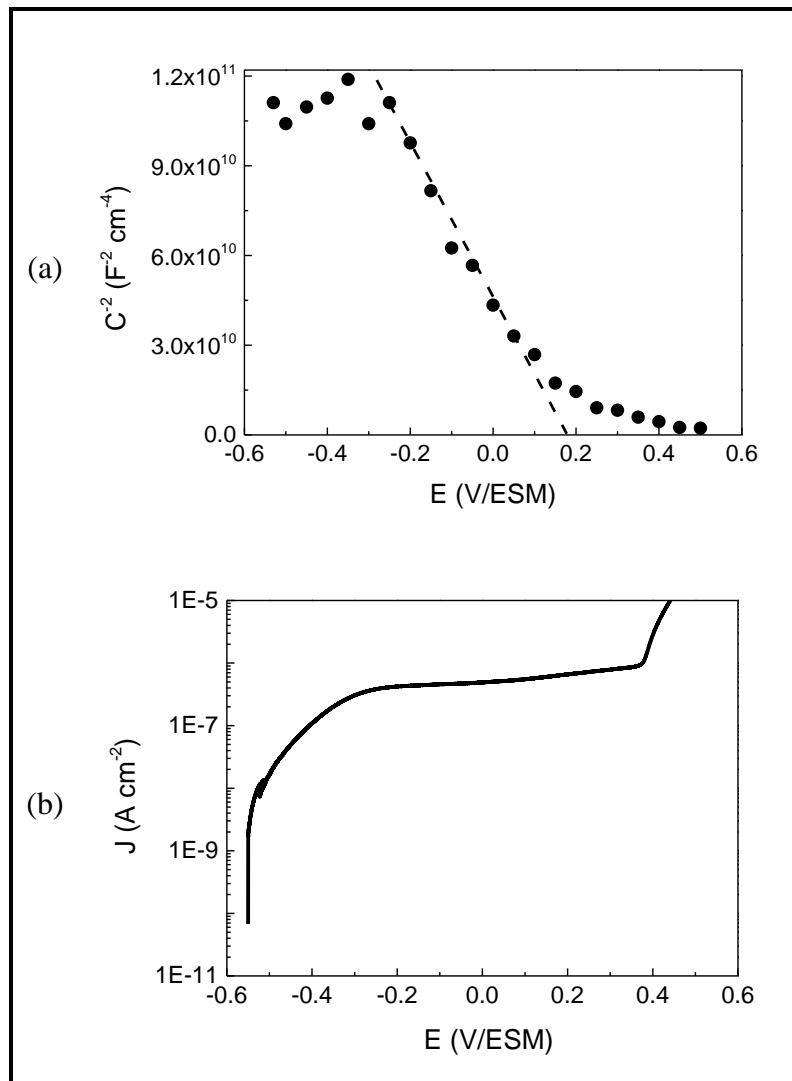 (a)
C-2 (F-2 cm-4)
1.2x10^11
9.0x10^10
6.0x10^10
3.0x10^10
0.0
-0.6 -0.4 -0.2 0.0 0.2 0.4 0.6
E (V/ESM)
(b)
J (A cm-2)
1E-5
1E-7
1E-9
1E-11
-0.6 -0.4 -0.2 0.0 0.2 0.4 0.6
E (V/ESM)